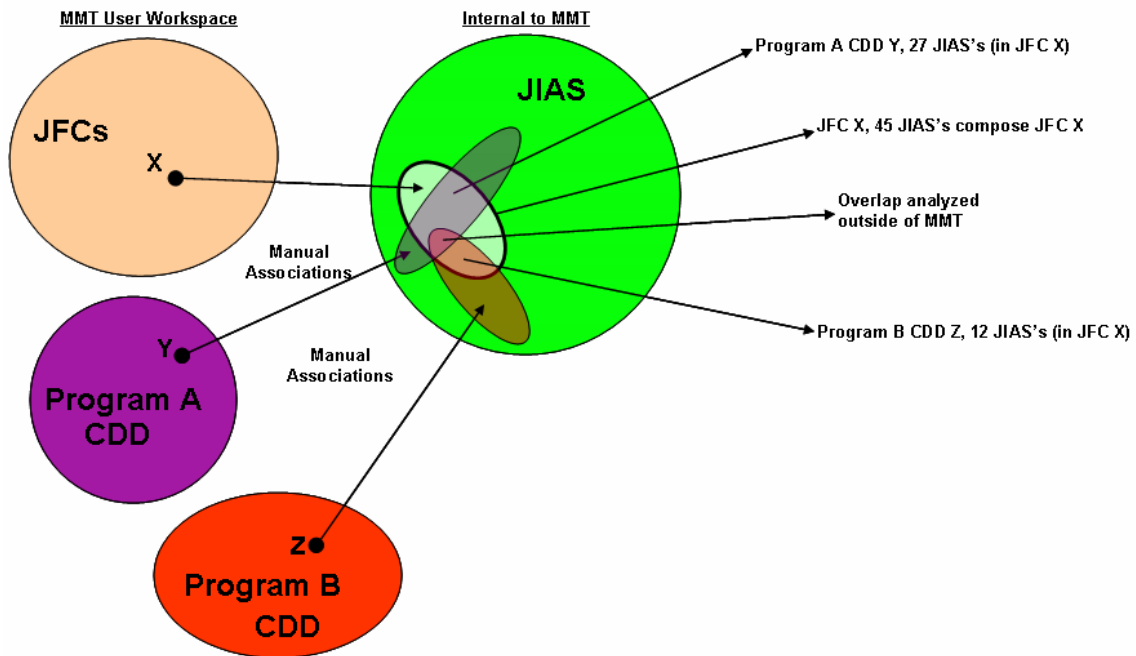 MMT User Workspace
Internal to MMT
Program A CDD Y, 27 JIAS's (in JFC X)
JIAS
JFCs
JFC X, 45 JIAS's compose JFC X
X
Overlap analyzed
outside of MMT
Manual
Associations
Program B CDD Z, 12 JIAS's (in JFC X)
Y
Manual
Associations
Program A
CDD
Z
Program B
CDD